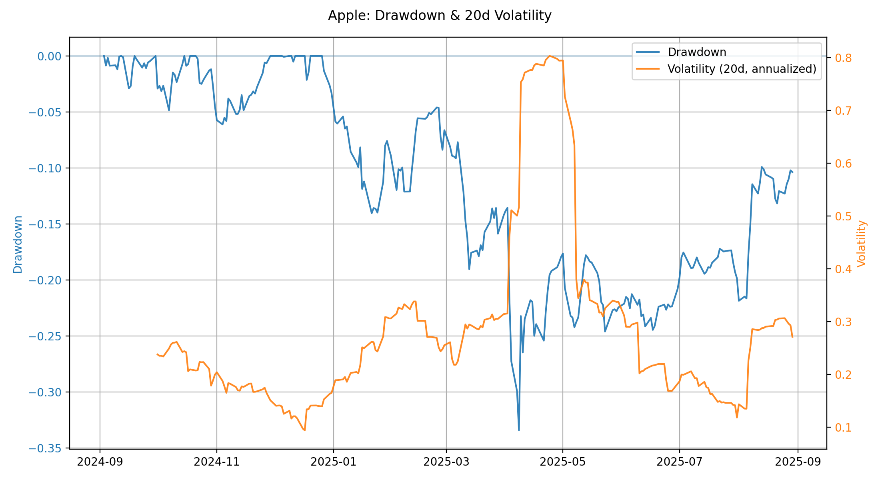 Apple: Drawdown & 20d Volatility
Drawdown
Volatility (20d, annualized)
0.00
−0.05
−0.10
−0.15
−0.20
−0.25
−0.30
−0.35
Drawdown
0.8
0.7
0.6
0.5
0.4
0.3
0.2
0.1
Volatility
2024-09 2024-11 2025-01 2025-03 2025-05 2025-07 2025-09